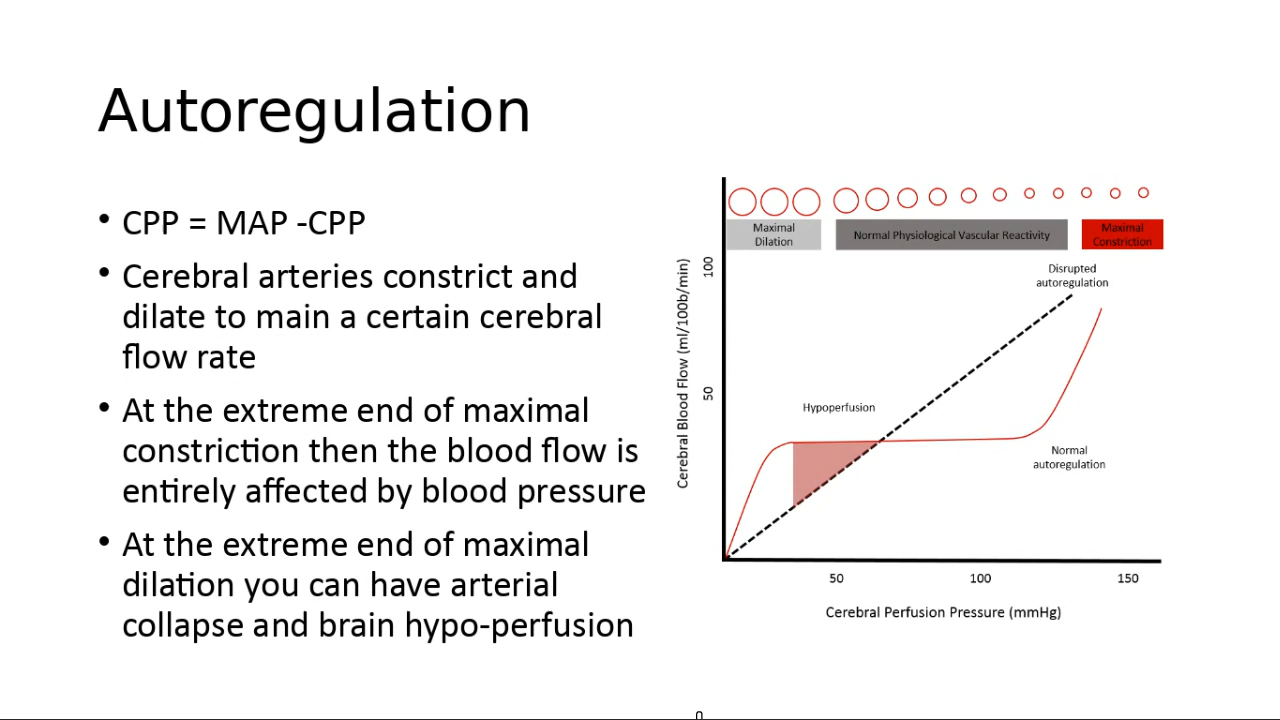 Autoregulation
• CPP = MAP -CPP
• Cerebral arteries constrict and
dilate to main a certain cerebral
flow rate
• At the extreme end of maximal
constriction then the blood flow is
entirely affected by blood pressure
• At the extreme end of maximal
dilation you can have arterial
collapse and brain hypo-perfusion
Maximal
Dilation
Normal Physiological Vascular Reactivity
Maximal
Constriction
Disrupted
autoregulation
Hypoperfusion
Normal
autoregulation
Cerebral Blood Flow (ml/100b/min)
100
50
50 100 150
Cerebral Perfusion Pressure (mmHg)